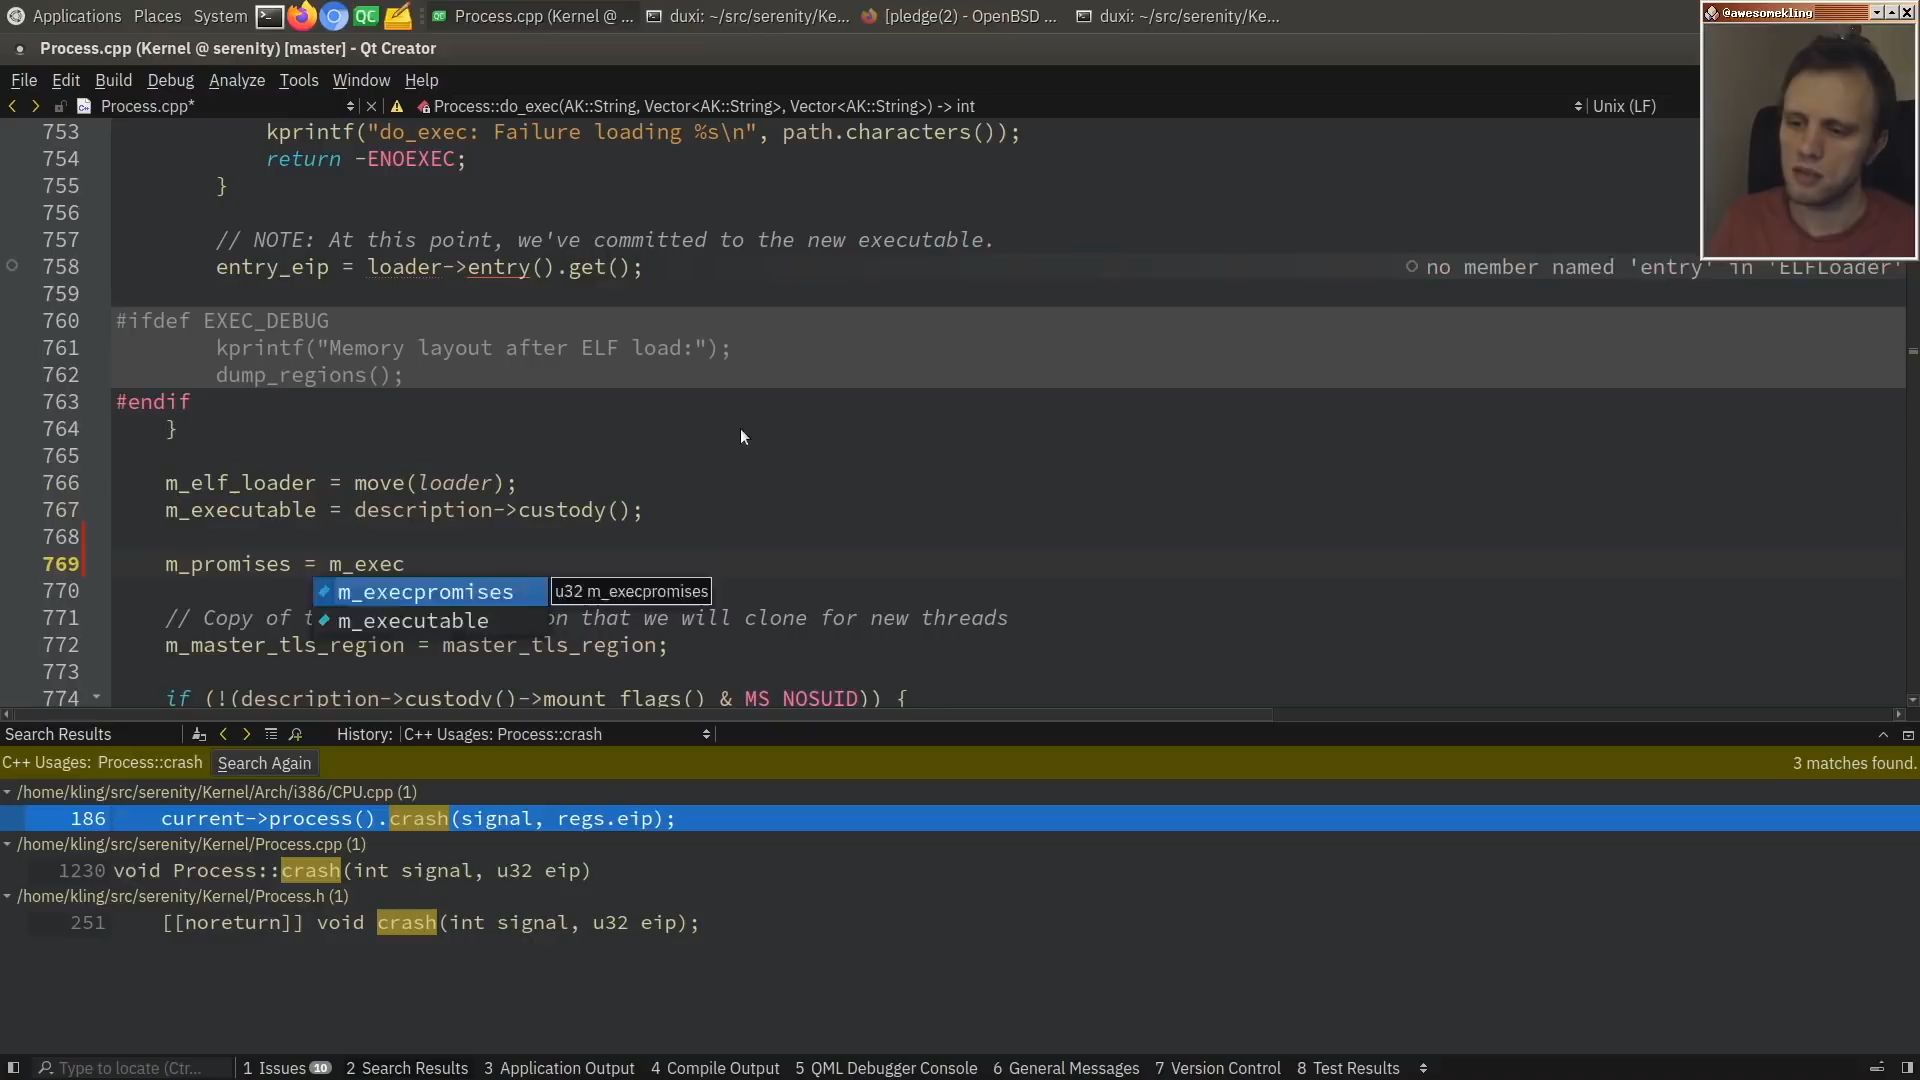 Applications Places System Process.cpp (Kernel @ ... duxi: ~/src/serenity/Ke... [pledge(2) - OpenBSD ... duxi: ~/src/serenity/Ke...
@awesomekling
Process.cpp (Kernel @ serenity) [master] - Qt Creator
File Edit Build Debug Analyze Tools Window Help
Process.cpp* Process::do_exec(AK::String, Vector<AK::String>, Vector<AK::String>) -> int Unix (LF)
753 kprintf("do_exec: Failure loading %s\n", path.characters());
754 return -ENOEXEC;
755 }
756
757 // NOTE: At this point, we've committed to the new executable.
758 entry_eip = loader->entry().get(); no member named 'entry' in 'ELFLoader'
759
760 #ifdef EXEC_DEBUG
761 kprintf("Memory layout after ELF load:");
762 dump_regions();
763 #endif
764 }
765
766 m_elf_loader = move(loader);
767 m_executable = description->custody();
768
769 m_promises = m_exec
770 m_execpromises u32 m_execpromises
771 // Copy of t on that we will clone for new threads
m_executable
772 m_master_tls_region = master_tls_region;
773
774 if (!(description->custody()->mount_flags() & MS_NOSUID)) {
Search Results History: C++ Usages: Process::crash
C++ Usages: Process::crash Search Again 3 matches found.
/home/kling/src/serenity/Kernel/Arch/i386/CPU.cpp (1)
186 current->process().crash(signal, regs.eip);
/home/kling/src/serenity/Kernel/Process.cpp (1)
1230 void Process::crash(int signal, u32 eip)
/home/kling/src/serenity/Kernel/Process.h (1)
251 [[noreturn]] void crash(int signal, u32 eip);
Type to locate (Ctr... 1 Issues 10 2 Search Results 3 Application Output 4 Compile Output 5 QML Debugger Console 6 General Messages 7 Version Control 8 Test Results